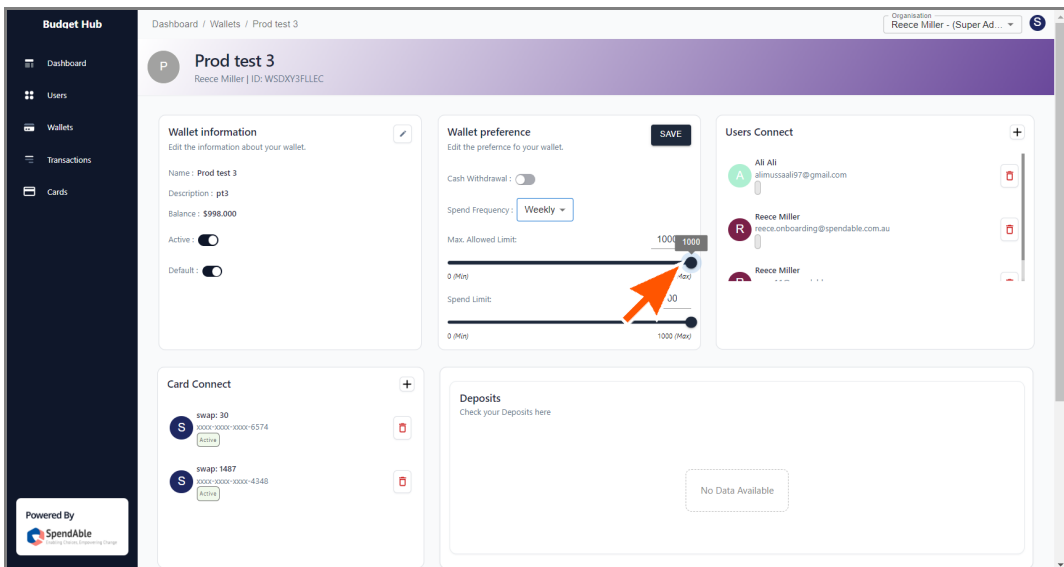 Budget Hub
Dashboard / Wallets / Prod test 3
Organisation
Reece Miller - (Super Ad...
S
Dashboard
Users
Wallets
Transactions
Cards
P
Prod test 3
Reece Miller | ID: WSDXY3FLLEC
Wallet information
Edit the information about your wallet.
Name : Prod test 3
Description : pt3
Balance : $998.000
Active :
Default :
Wallet preference
SAVE
Edit the prefernce fo your wallet.
Cash Withdrawal :
Spend Frequency : Weekly
Max. Allowed Limit:
1000
0 (Min)
Spend Limit:
0 (Min)
1000 (Max)
Users Connect
+
A
Ali Ali
alimussaali97@gmail.com
R
Reece Miller
reece.onboarding@spendable.com.au
Reece Miller
Card Connect
+
S
swap: 30
xxxx-xxxx-xxxx-6574
Active
S
swap: 1487
xxxx-xxxx-xxxx-4348
Active
Deposits
Check your Deposits here
No Data Available
Powered By
SpendAble